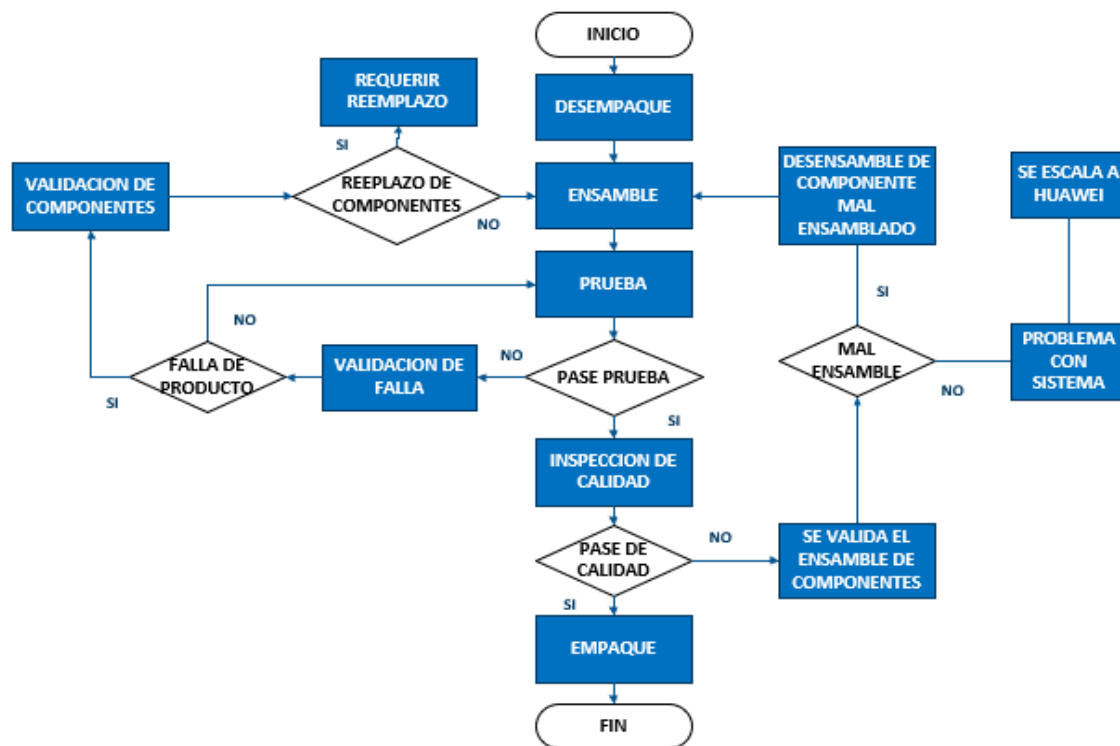 INICIO
REQUERIR
REEMPLAZO
DESEMPAQUE
SI
VALIDACION DE
COMPONENTES
REEPLAZO DE
COMPONENTES
NO
ENSAMBLE
DESENSAMBLE DE
COMPONENTE
MAL
ENSAMBLADO
SE ESCALA A
HUAWEI
PRUEBA
SI
NO
FALLA DE
PRODUCTO
SI
VALIDACION DE
FALLA
NO
PASE PRUEBA
SI
MAL
ENSAMBLE
NO
PROBLEMA
CON
SISTEMA
INSPECCION DE
CALIDAD
PASE DE
CALIDAD
NO
SE VALIDA EL
ENSAMBLE DE
COMPONENTES
SI
EMPAQUE
FIN